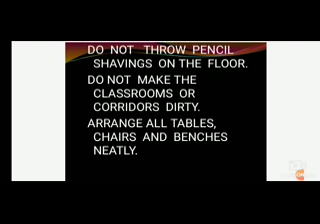 DO NOT THROW PENCIL
SHAVINGS ON THE FLOOR.
DO NOT MAKE THE
CLASSROOMS OR
CORRIDORS DIRTY.
ARRANGE ALL TABLES,
CHAIRS AND BENCHES
NEATLY.